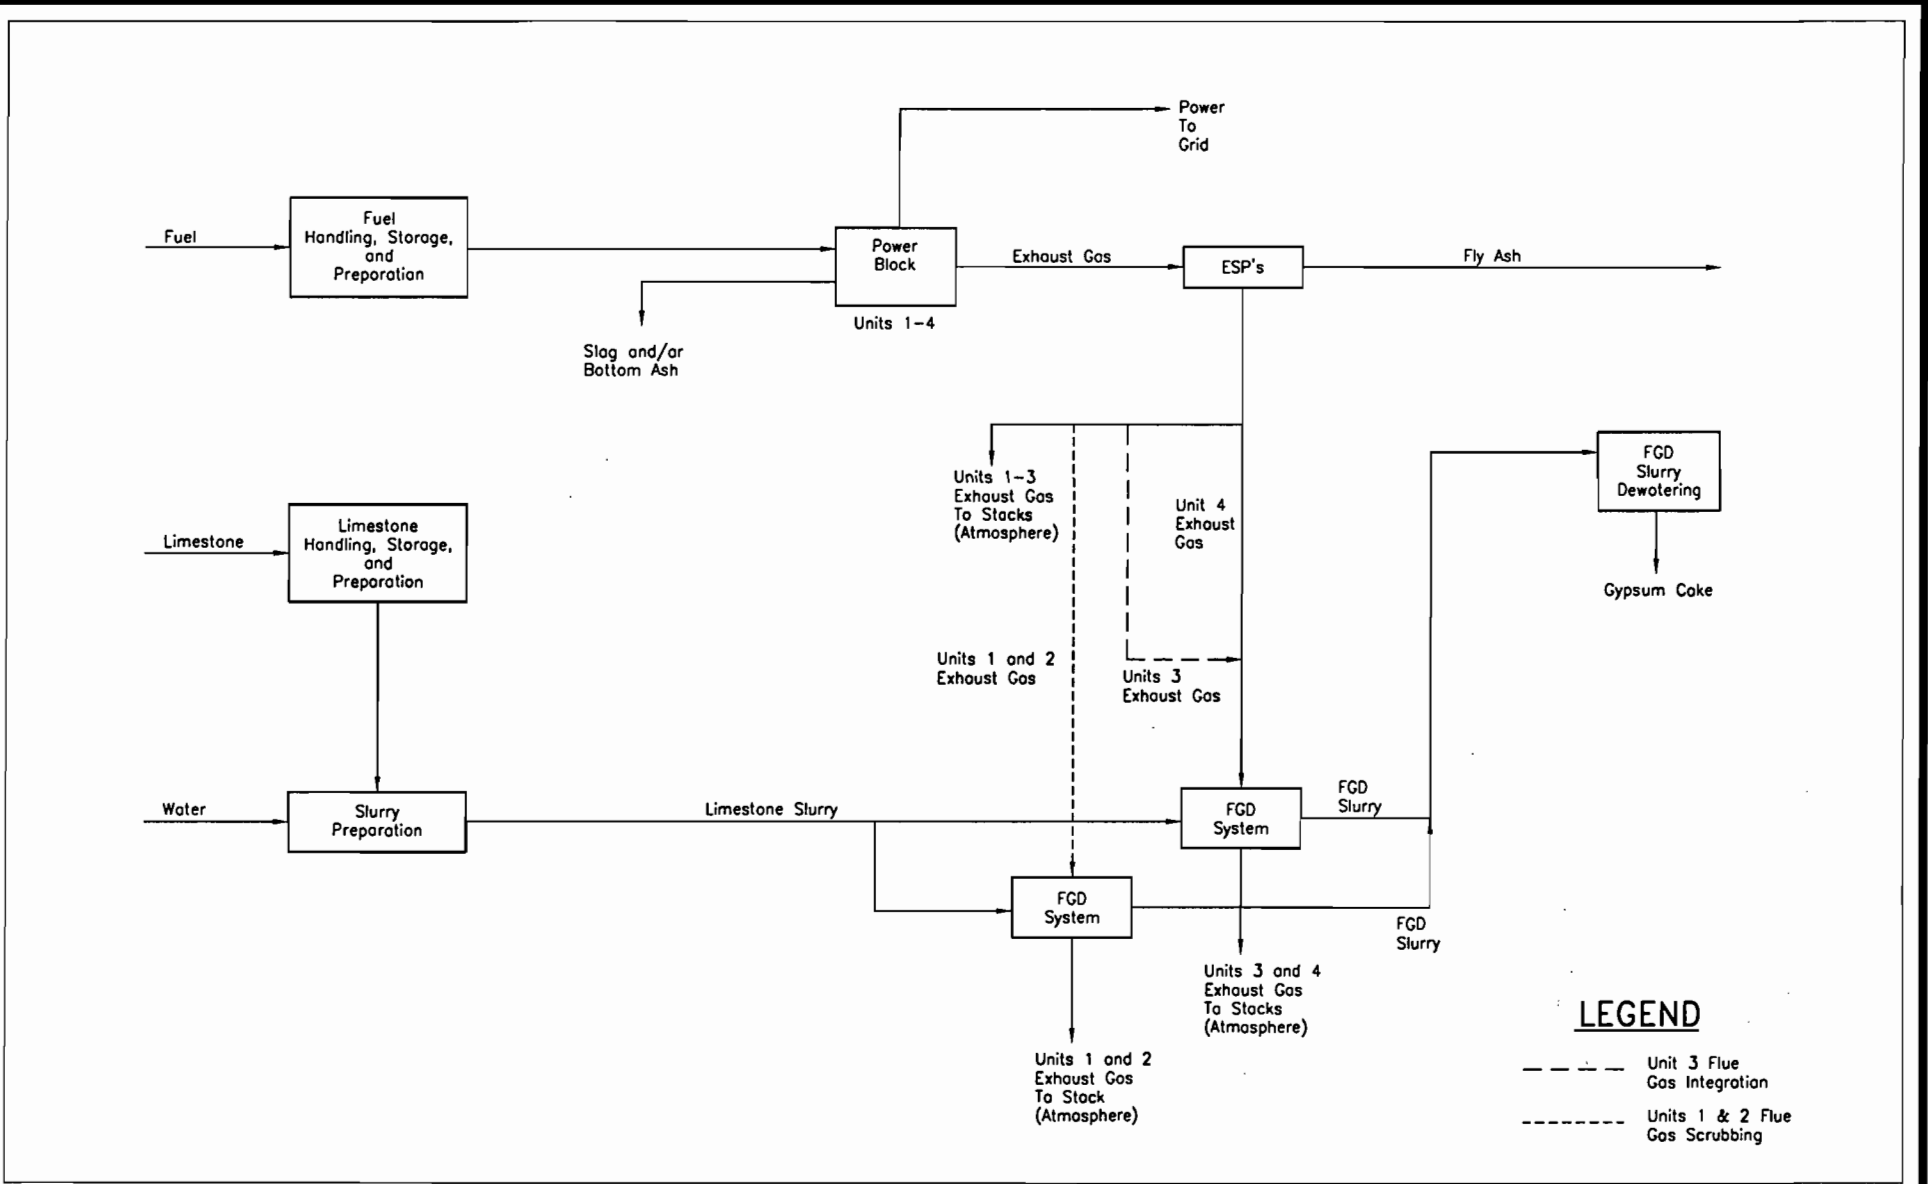 Power
To
Grid
Fuel
Fuel
Handling, Storage,
and
Preparation
Power
Block
Units 1-4
Exhaust Gas
ESP's
Fly Ash
Slag and/or
Bottom Ash
Units 1-3
Exhaust Gas
To Stacks
(Atmosphere)
Unit 4
Exhaust
Gas
FGD
Slurry
Dewatering
Gypsum Cake
Limestone
Limestone
Handling, Storage,
and
Preparation
Units 1 and 2
Exhaust Gas
Units 3
Exhaust Gas
Water
Slurry
Preparation
Limestone Slurry
FGD
System
FGD
Slurry
FGD
System
FGD
Slurry
Units 3 and 4
Exhaust Gas
To Stacks
(Atmosphere)
Units 1 and 2
Exhaust Gas
To Stack
(Atmosphere)
LEGEND
Unit 3 Flue
Gas Integration
Units 1 & 2 Flue
Gas Scrubbing